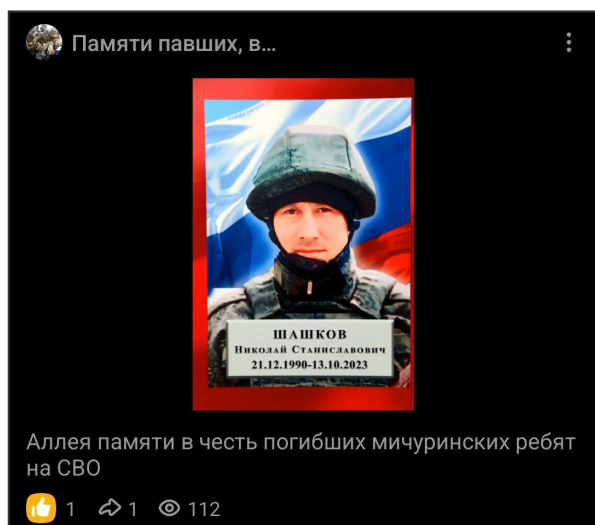 Памяти павших, в...
ШАШКОВ
Николай Станиславович
21.12.1990-13.10.2023
Аллея памяти в честь погибших мичуринских ребят
на СВО
1 1 112